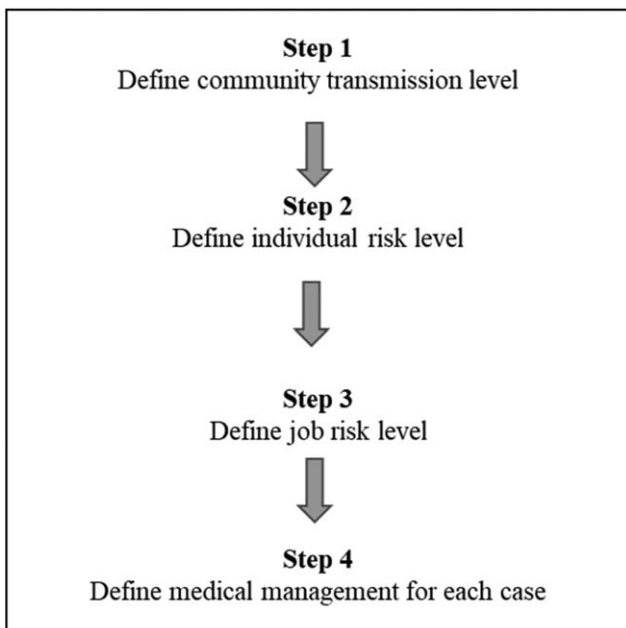 Step 1
Define community transmission level
Step 2
Define individual risk level
Step 3
Define job risk level
Step 4
Define medical management for each case